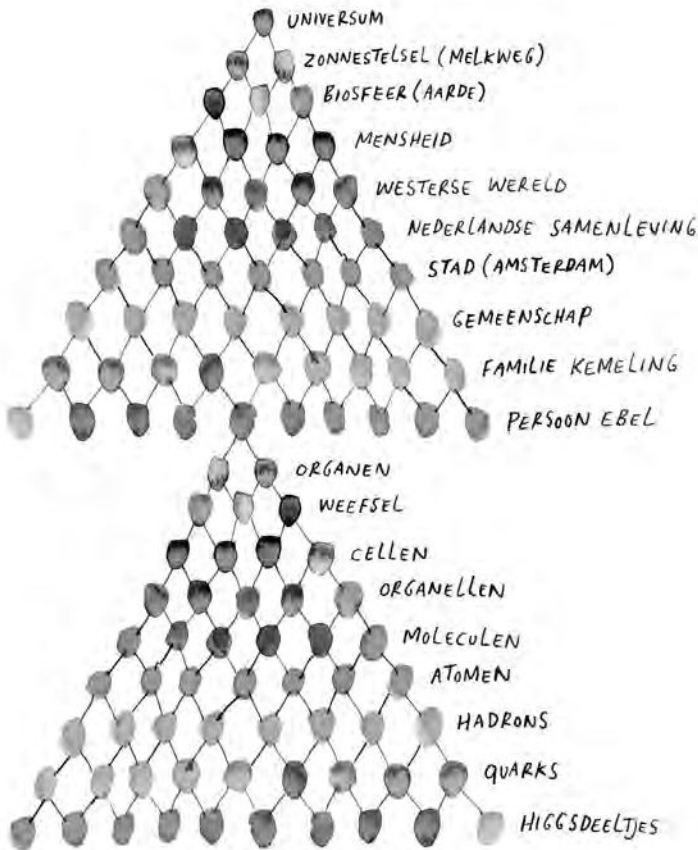 UNIVERSUM
ZONNESTELSEL (MELKWEG)
BIOSFEER (AARDE)
MENSHEID
WESTERSE WERELD
NEDERLANDSE SAMENLEVING
STAD (AMSTERDAM)
GEMEENSCHAP
FAMILIE KEMELING
PERSOON EBEL
ORGANEN
WEEFSEL
CELLEN
ORGANELLEN
MOLECULEN
ATOMEN
HADRONS
QUARKS
HIGGSDEELTJES